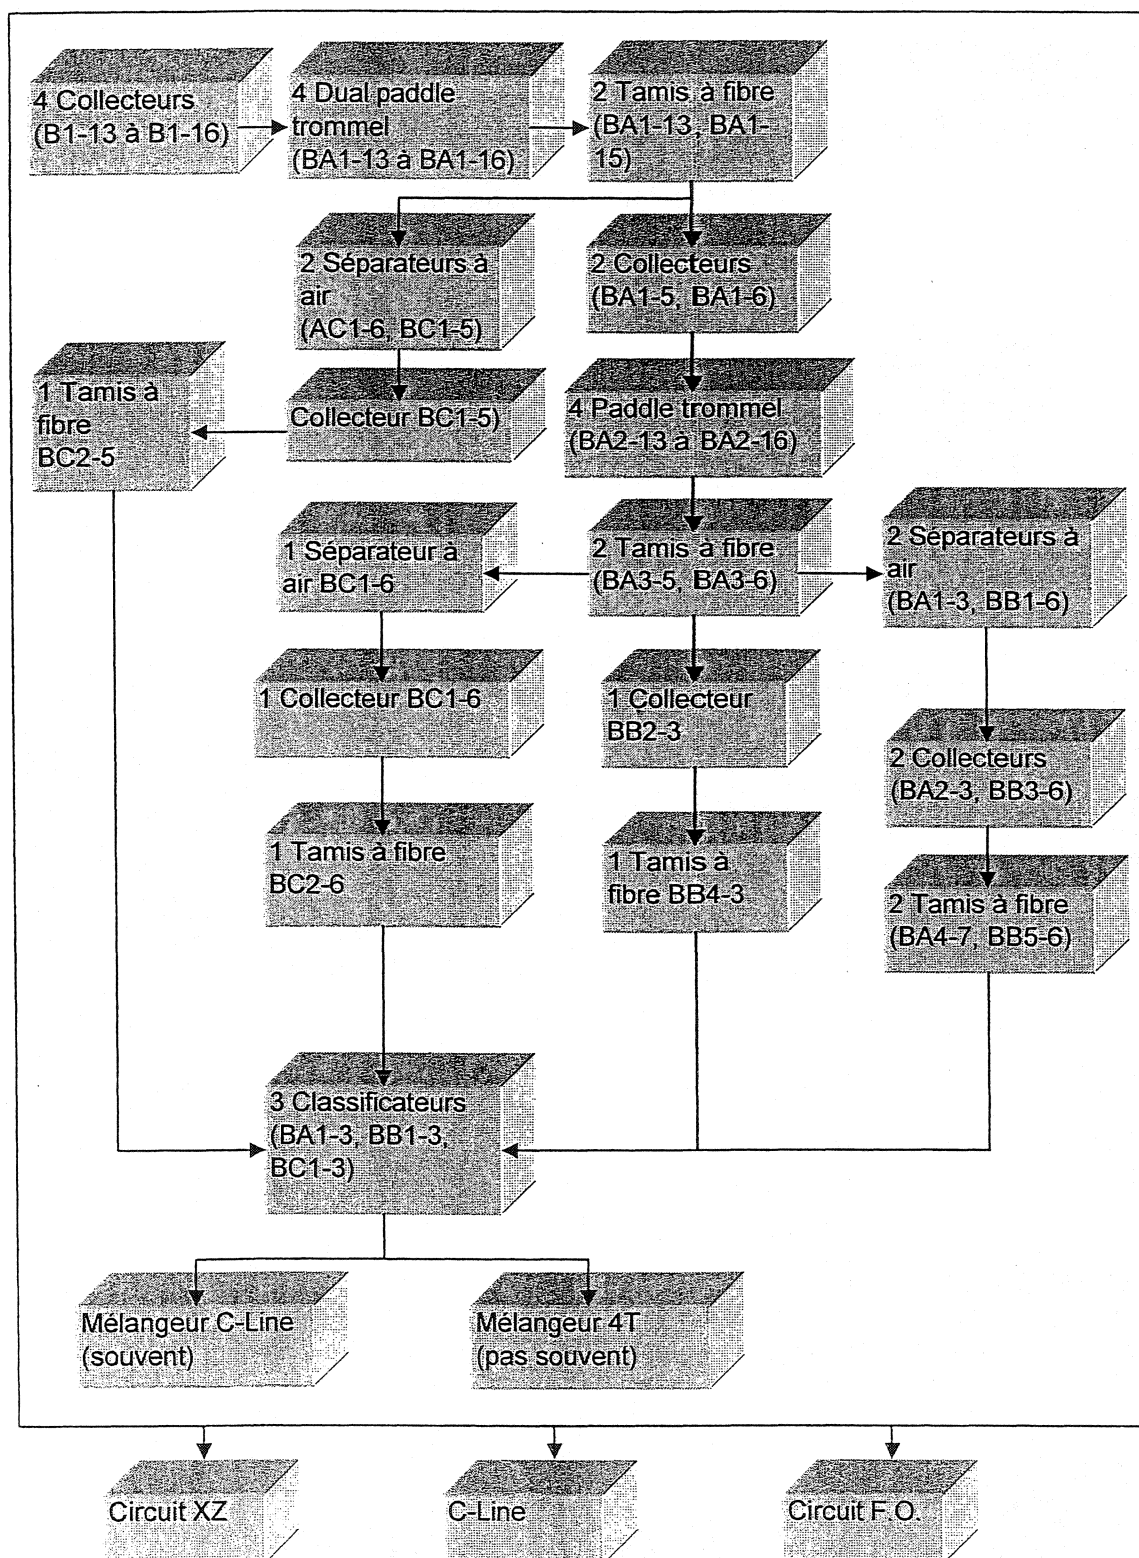 4 Collecteurs
(B1-13 à B1-16)
4 Dual paddle
trommel
(BA1-13 à BA1-16)
2 Tamis à fibre
(BA1-13, BA1-
15)
2 Séparateurs à
air
(AC1-6, BC1-5)
2 Collecteurs
(BA1-5, BA1-6)
1 Tamis à
fibre
BC2-5
Collecteur BC1-5)
4 Paddle trommel
(BA2-13 à BA2-16)
1 Séparateur à
air BC1-6
2 Tamis à fibre
(BA3-5, BA3-6)
2 Séparateurs à
air
(BA1-3, BB1-6)
1 Collecteur BC1-6
1 Collecteur
BB2-3
2 Collecteurs
(BA2-3, BB3-6)
1 Tamis à fibre
BC2-6
1 Tamis à
fibre BB4-3
2 Tamis à fibre
(BA4-7, BB5-6)
3 Classificateurs
(BA1-3, BB1-3,
BC1-3)
Mélangeur C-Line
(souvent)
Mélangeur 4T
(pas souvent)
Circuit XZ
C-Line
Circuit F.O.